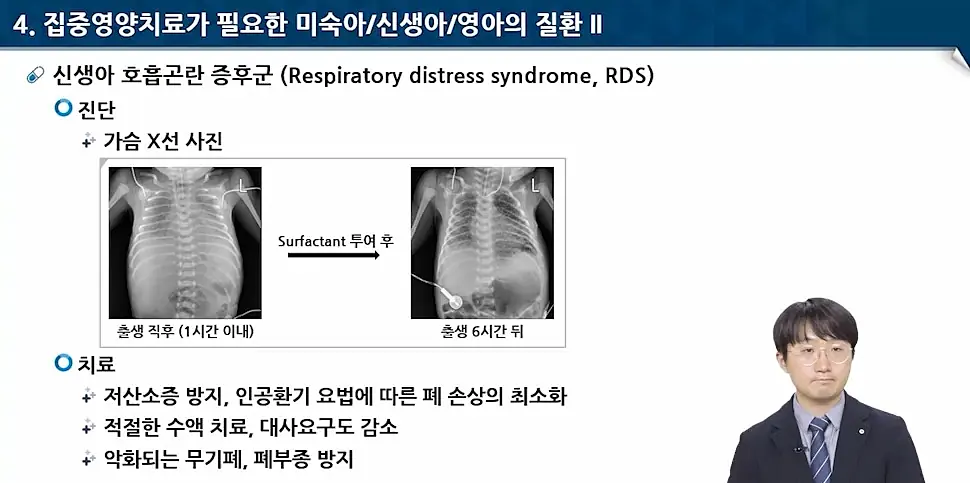 4. 집중영양치료가 필요한 미숙아/신생아/영아의 질환 II
신생아 호흡곤란 증후군 (Respiratory distress syndrome, RDS)
진단
가슴 X선 사진
L
Surfactant 투여 후
L
출생 직후 (1시간 이내)
출생 6시간 뒤
치료
저산소증 방지, 인공환기 요법에 따른 폐 손상의 최소화
적절한 수액 치료, 대사요구도 감소
악화되는 무기폐, 폐부종 방지